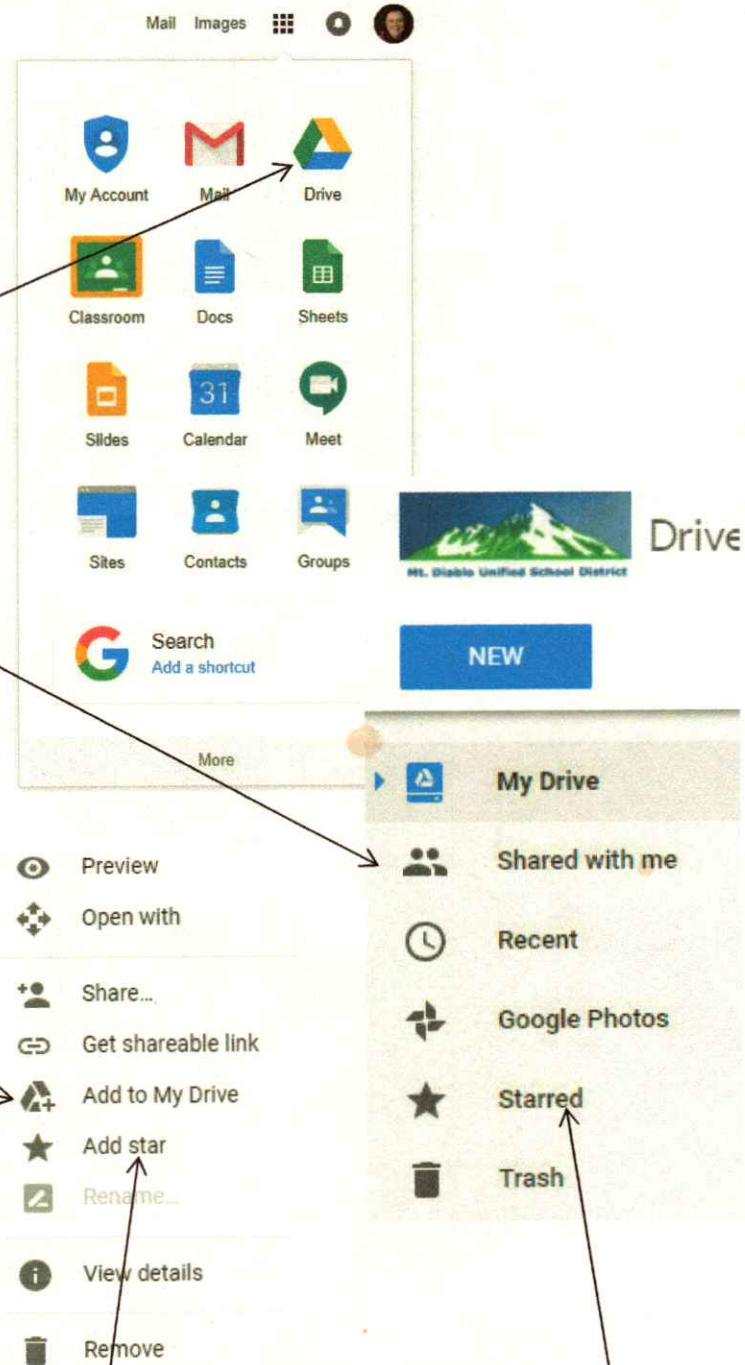 Mail Images
My Account Mail Drive
Classroom Docs Sheets
Slides Calendar Meet
31
Sites Contacts Groups
Search
Add a shortcut
More
Mt. Diablo Unified School District
Drive
NEW
My Drive
Shared with me
Recent
Google Photos
Starred
Trash
Preview
Open with
Share...
Get shareable link
Add to My Drive
Add star
Rename...
View details
Remove